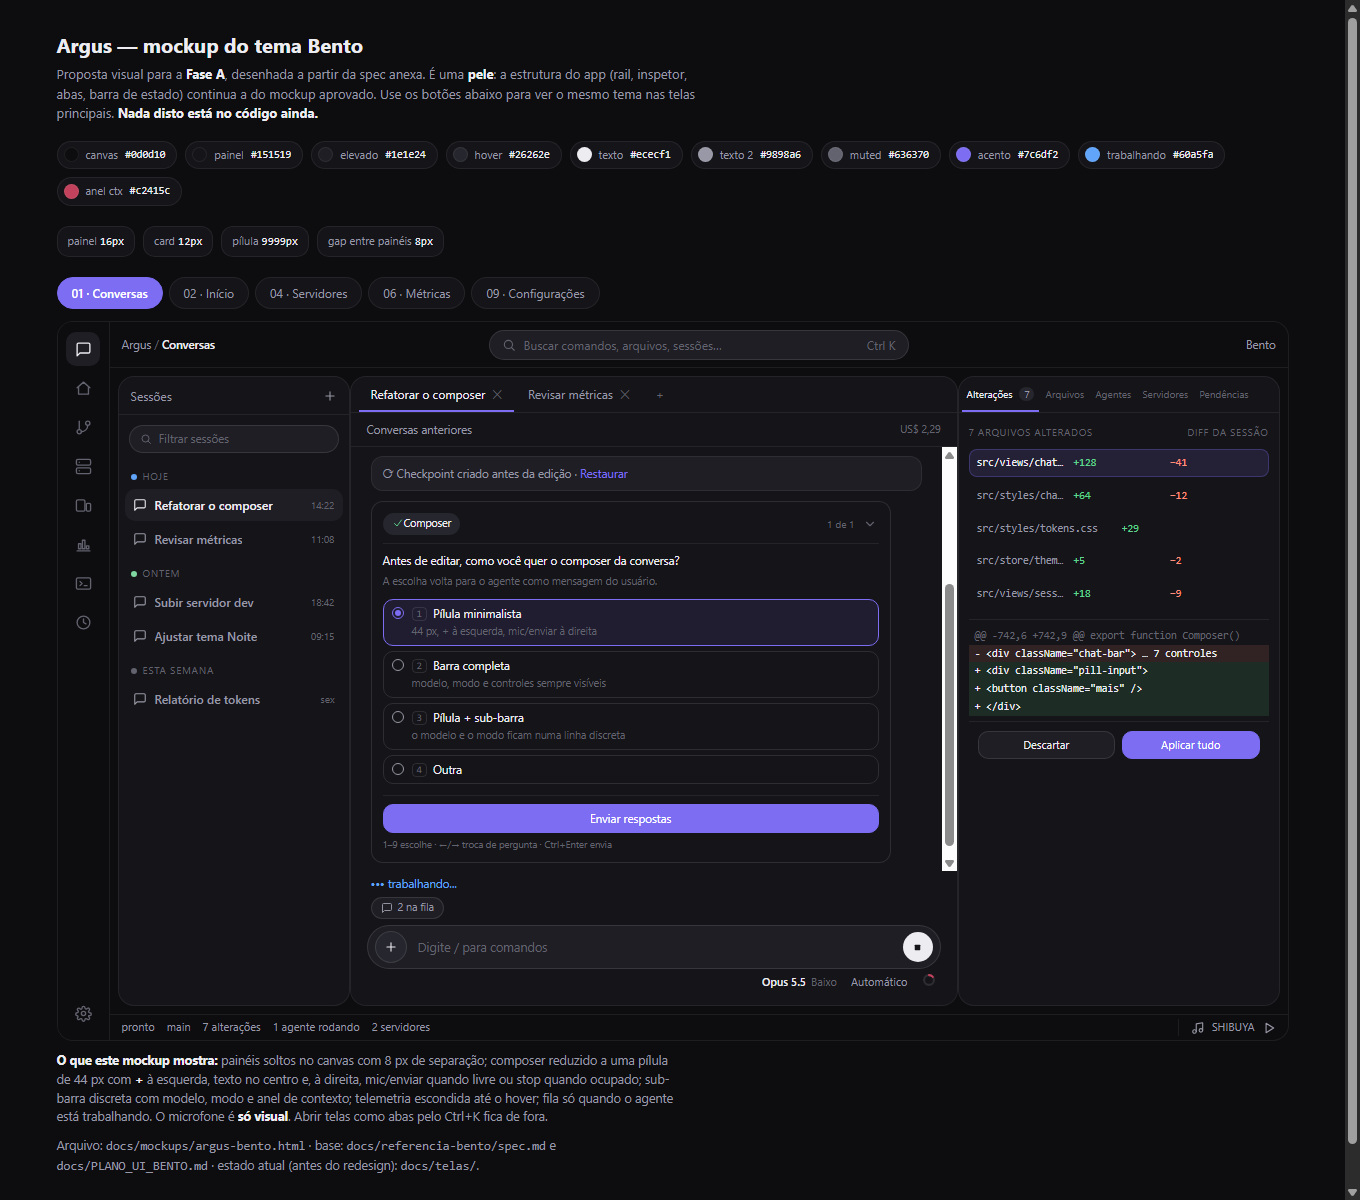 Argus — mockup do tema Bento
Proposta visual para a Fase A, desenhada a partir da spec anexa. É uma pele: a estrutura do app (rail, inspetor,
abas, barra de estado) continua a do mockup aprovado. Use os botões abaixo para ver o mesmo tema nas telas
principais. Nada disto está no código ainda.
canvas #0d0d10
painel #151519
elevado #1e1e24
hover #26262e
texto #ececf1
texto 2 #9898a6
muted #636370
acento #7c6df2
trabalhando #60a5fa
anel ctx #c2415c
painel 16px
card 12px
pílula 9999px
gap entre painéis 8px
01 · Conversas
02 · Início
04 · Servidores
06 · Métricas
09 · Configurações
Argus / Conversas
Buscar comandos, arquivos, sessões... Ctrl K
Bento
Sessões +
Filtrar sessões
HOJE
Refatorar o composer 14:22
Revisar métricas 11:08
ONTEM
Subir servidor dev 18:42
Ajustar tema Noite 09:15
ESTA SEMANA
Relatório de tokens sex
Refatorar o composer
Revisar métricas
+
Conversas anteriores US$ 2,29
Checkpoint criado antes da edição · Restaurar
✓Composer 1 de 1
Antes de editar, como você quer o composer da conversa?
A escolha volta para o agente como mensagem do usuário.
1 Pílula minimalista
44 px, + à esquerda, mic/enviar à direita
2 Barra completa
modelo, modo e controles sempre visíveis
3 Pílula + sub-barra
o modelo e o modo ficam numa linha discreta
4 Outra
Enviar respostas
1–9 escolhe · ←/→ troca de pergunta · Ctrl+Enter envia
••• trabalhando...
2 na fila
+ Digite / para comandos
Opus 5.5 Baixo Automático
Alterações 7
Arquivos
Agentes
Servidores
Pendências
7 ARQUIVOS ALTERADOS DIFF DA SESSÃO
src/views/chat… +128 −41
src/styles/cha… +64 −12
src/styles/tokens.css +29
src/store/them… +5 −2
src/views/sess… +18 −9
@@ -742,6 +742,9 @@ export function Composer()
- <div className="chat-bar"> … 7 controles
+ <div className="pill-input">
+ <button className="mais" />
+ </div>
Descartar
Aplicar tudo
pronto main 7 alterações 1 agente rodando 2 servidores
SHIBUYA
O que este mockup mostra: painéis soltos no canvas com 8 px de separação; composer reduzido a uma pílula
de 44 px com + à esquerda, texto no centro e, à direita, mic/enviar quando livre ou stop quando ocupado; sub-
barra discreta com modelo, modo e anel de contexto; telemetria escondida até o hover; fila só quando o agente
está trabalhando. O microfone é só visual. Abrir telas como abas pelo Ctrl+K fica de fora.
Arquivo: docs/mockups/argus-bento.html · base: docs/referencia-bento/spec.md e
docs/PLANO_UI_BENTO.md · estado atual (antes do redesign): docs/telas/.